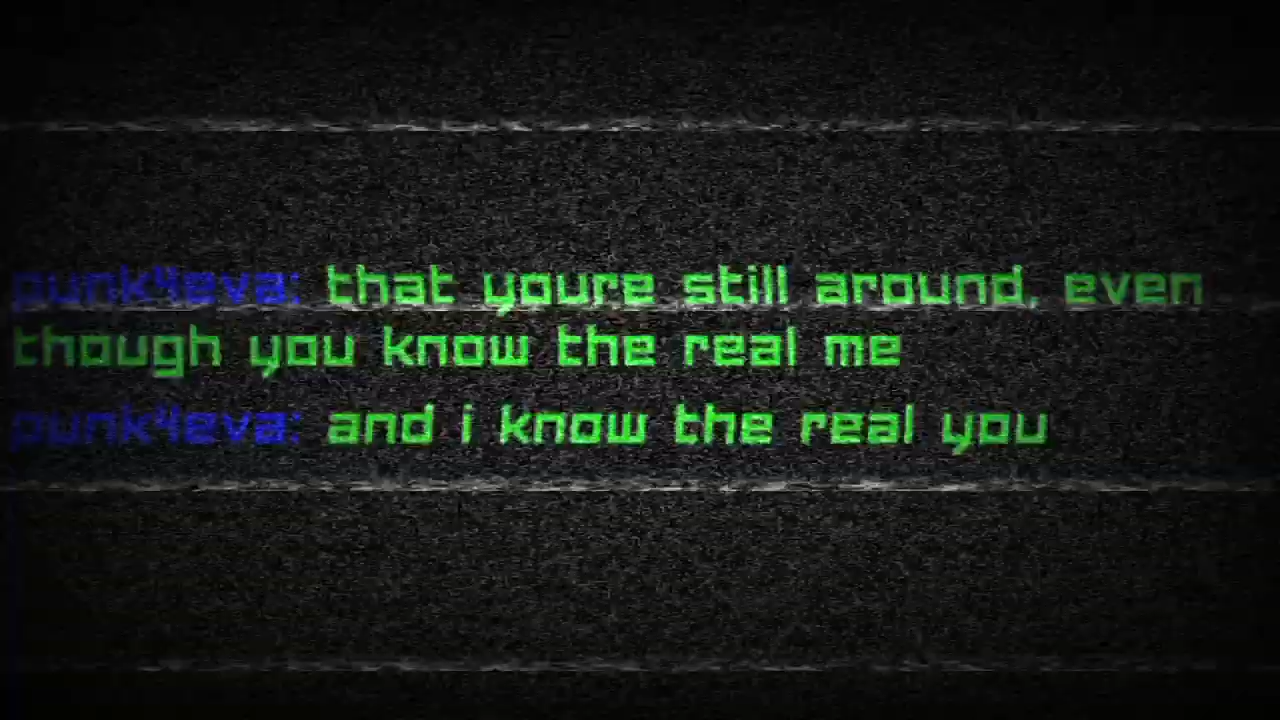 punk4eva: that youre still around, even
though you know the real me
punk4eva: and i know the real you